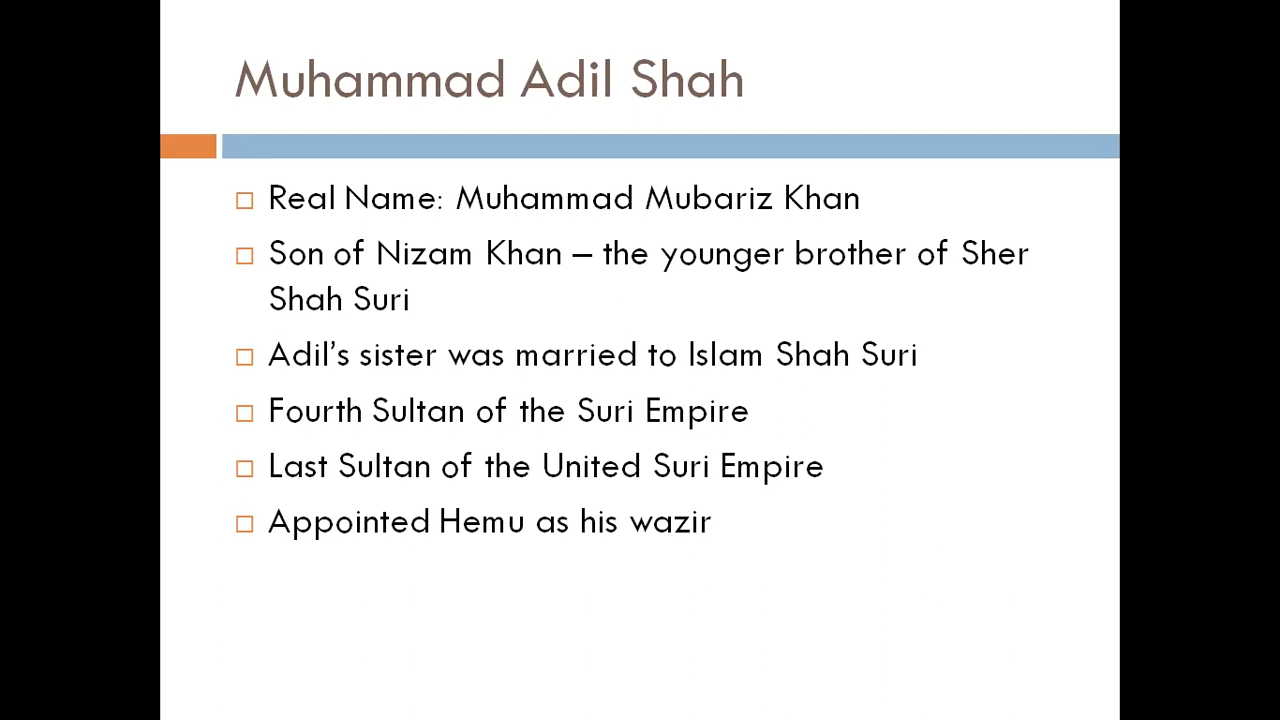 Muhammad Adil Shah
Real Name: Muhammad Mubariz Khan
Son of Nizam Khan – the younger brother of Sher
Shah Suri
Adil’s sister was married to Islam Shah Suri
Fourth Sultan of the Suri Empire
Last Sultan of the United Suri Empire
Appointed Hemu as his wazir